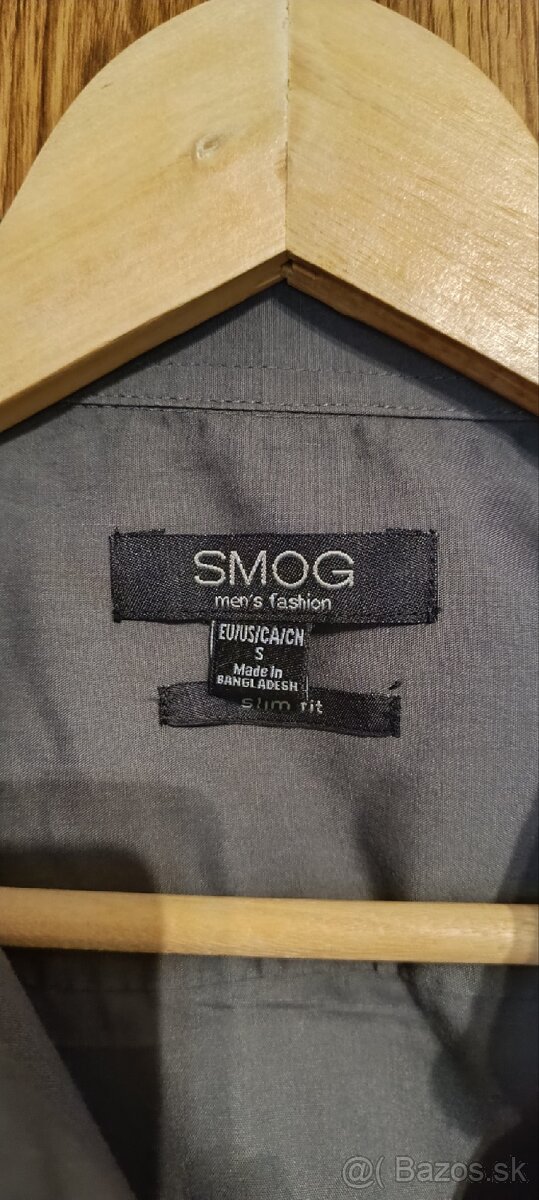 SMOG
men's fashion
EU/US/CA/CN
S
Made In
BANGLADESH
slim fit
@( Bazos.sk